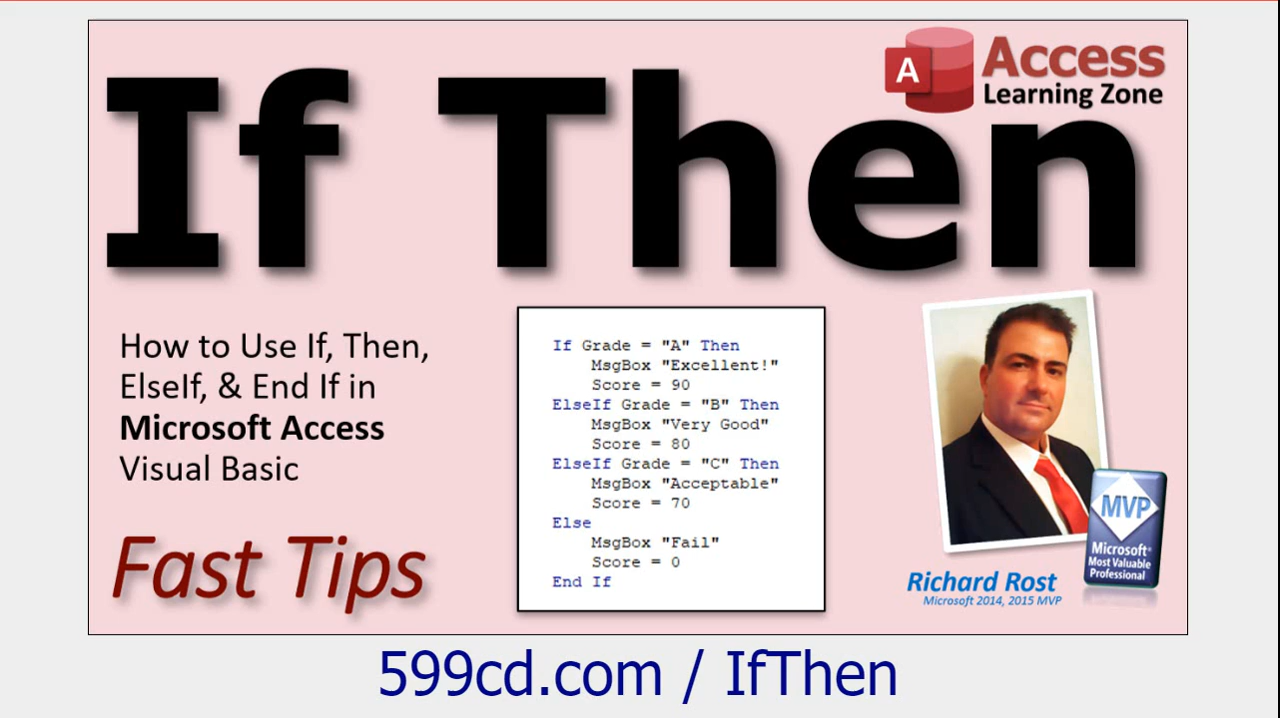 If Then
A
Access
Learning Zone
How to Use If, Then,
ElseIf, & End If in
Microsoft Access
Visual Basic
Fast Tips
If Grade = "A" Then
MsgBox "Excellent!"
Score = 90
ElseIf Grade = "B" Then
MsgBox "Very Good"
Score = 80
ElseIf Grade = "C" Then
MsgBox "Acceptable"
Score = 70
Else
MsgBox "Fail"
Score = 0
End If
MVP
Microsoft®
Most Valuable
Professional
Richard Rost
Microsoft 2014, 2015 MVP
599cd.com / IfThen